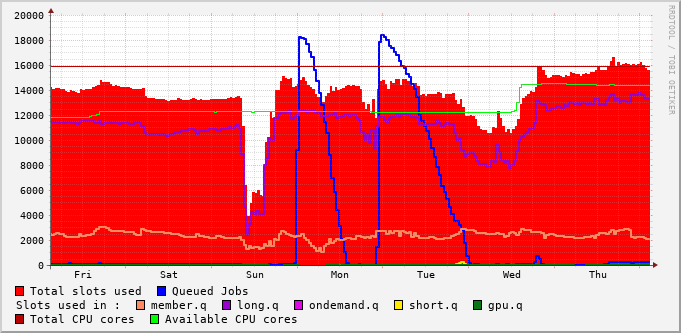 20000
18000
16000
14000
12000
10000
8000
6000
4000
2000
0
Fri Sat Sun Mon Tue Wed Thu
Total slots used Queued Jobs
Slots used in : member.q long.q ondemand.q short.q gpu.q
Total CPU cores Available CPU cores
RRDTOOL / TOBI OETIKER